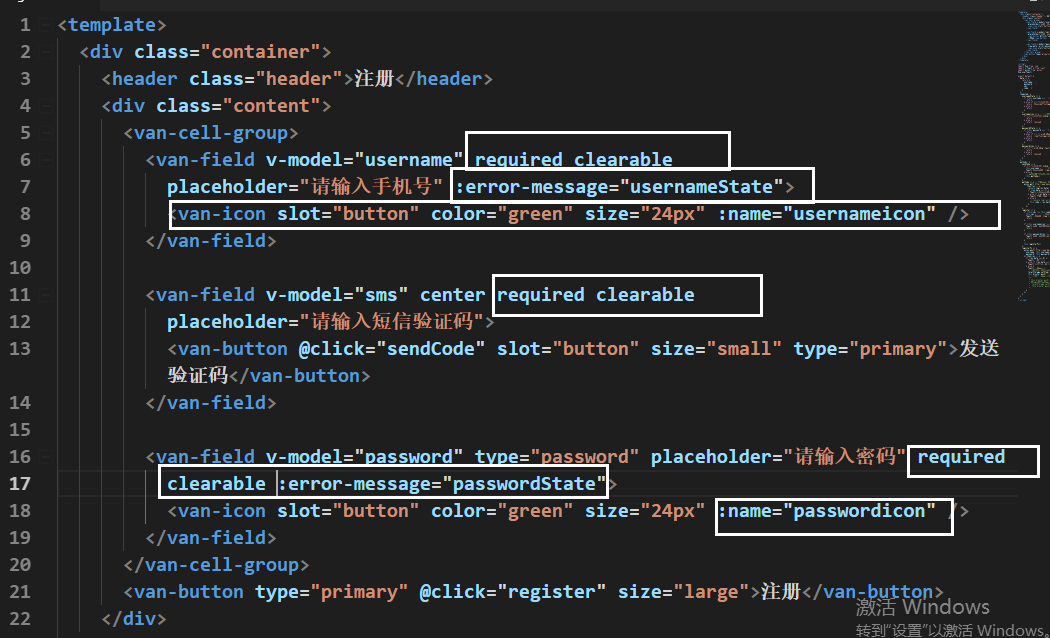 1 <template>
2 <div class="container">
3 <header class="header">注册</header>
4 <div class="content">
5 <van-cell-group>
6 <van-field v-model="username" required clearable
7 placeholder="请输入手机号" :error-message="usernameState">
8 <van-icon slot="button" color="green" size="24px" :name="usernameicon" />
9 </van-field>
10
11 <van-field v-model="sms" center required clearable
12 placeholder="请输入短信验证码">
13 <van-button @click="sendCode" slot="button" size="small" type="primary">发送
验证码</van-button>
14 </van-field>
15
16 <van-field v-model="password" type="password" placeholder="请输入密码" required
17 clearable :error-message="passwordState">
18 <van-icon slot="button" color="green" size="24px" :name="passwordicon" />
19 </van-field>
20 </van-cell-group>
21 <van-button type="primary" @click="register" size="large">注册</van-button>
22 </div>
激活 Windows
转到"设置"以激活 Windows。